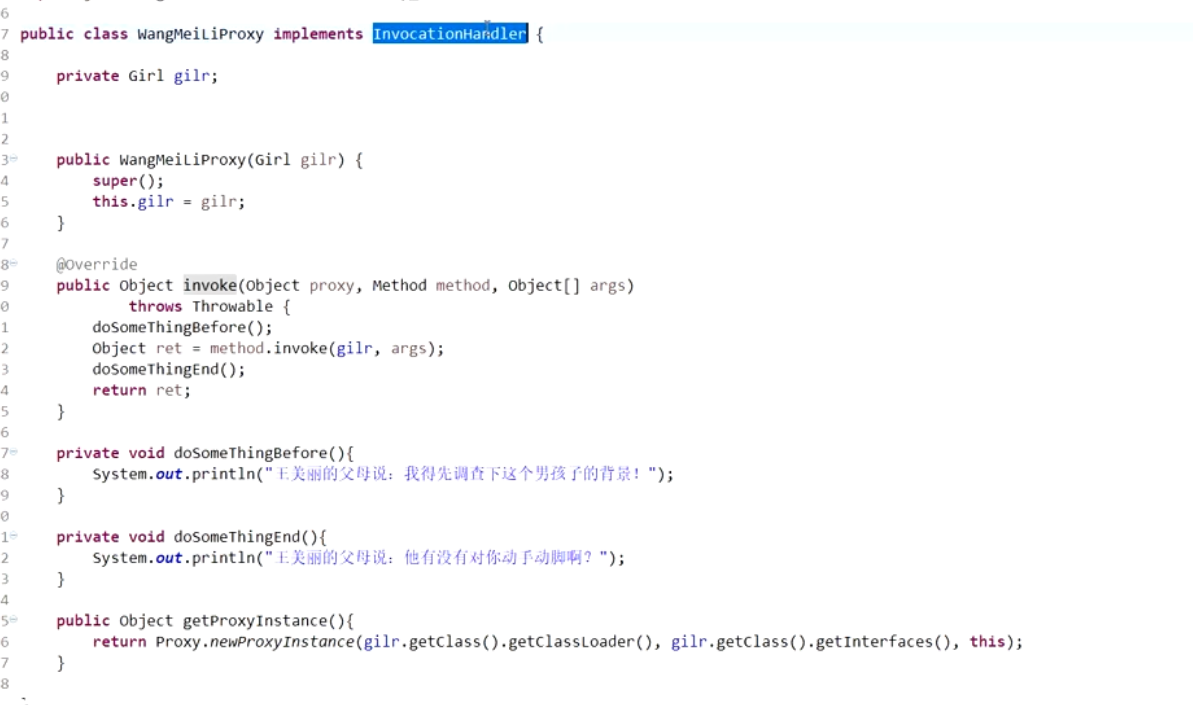 6
7 public class WangMeiLiProxy implements InvocationHandler {
8
9     private Girl gilr;
0
1
2
3     public WangMeiLiProxy(Girl gilr) {
4         super();
5         this.gilr = gilr;
6     }
7
8     @Override
9     public Object invoke(Object proxy, Method method, Object[] args)
0             throws Throwable {
1         doSomeThingBefore();
2         Object ret = method.invoke(gilr, args);
3         doSomeThingEnd();
4         return ret;
5     }
6
7     private void doSomeThingBefore(){
8         System.out.println("王美丽的父母说：我得先调查下这个男孩子的背景！");
9     }
0
1     private void doSomeThingEnd(){
2         System.out.println("王美丽的父母说：他有没有对你动手动脚啊？");
3     }
4
5     public Object getProxyInstance(){
6         return Proxy.newProxyInstance(gilr.getClass().getClassLoader(), gilr.getClass().getInterfaces(), this);
7     }
8